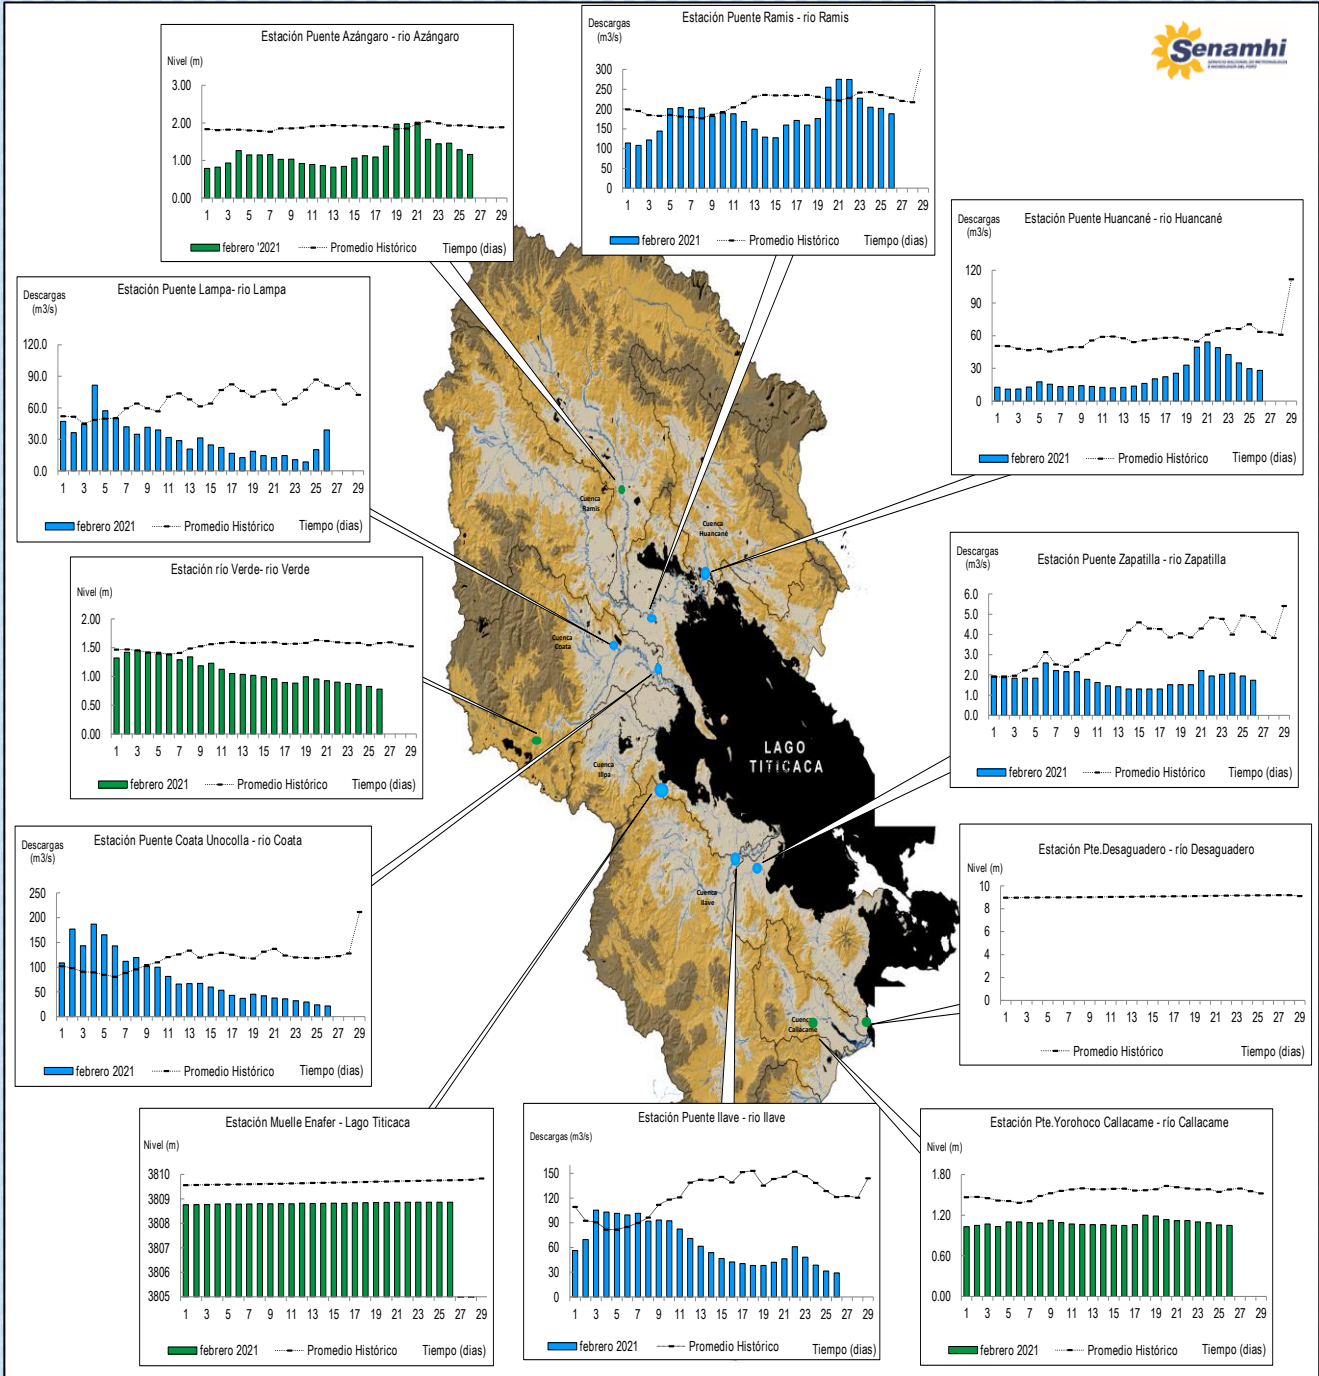 Estación Puente Azángaro - rio Azángaro
Nivel (m)
3.00
2.00
1.00
0.00
1 3 5 7 9 11 13 15 17 19 21 23 25 27 29
febrero '2021 Promedio Histórico Tiempo (dias)
Estación Puente Ramis - rio Ramis
Descargas
(m3/s)
300
250
200
150
100
50
0
1 3 5 7 9 11 13 15 17 19 21 23 25 27 29
febrero 2021 Promedio Histórico Tiempo (dias)
Senamhi
Estación Puente Huancané - rio Huancané
Descargas
(m3/s)
120
90
60
30
0
1 3 5 7 9 11 13 15 17 19 21 23 25 27 29
febrero 2021 Promedio Histórico Tiempo (dias)
Estación Puente Lampa- rio Lampa
Descargas
(m3/s)
120.0
90.0
60.0
30.0
0.0
1 3 5 7 9 11 13 15 17 19 21 23 25 27 29
febrero 2021 Promedio Histórico Tiempo (dias)
Estación río Verde- rio Verde
Nivel (m)
2.00
1.50
1.00
0.50
0.00
1 3 5 7 9 11 13 15 17 19 21 23 25 27 29
febrero 2021 Promedio Histórico Tiempo (dias)
Estación Puente Zapatilla - rio Zapatilla
Descargas
(m3/s)
6.0
5.0
4.0
3.0
2.0
1.0
0.0
1 3 5 7 9 11 13 15 17 19 21 23 25 27 29
febrero 2021 Promedio Histórico Tiempo (dias)
Cuenca
Ramis
Cuenca
Huancané
Cuenca
Coata
Cuenca
Illpa
LAGO
TITICACA
Cuenca
Ilave
Cuenca
Callacame
Estación Puente Coata Unocolla - rio Coata
Descargas
(m3/s)
250
200
150
100
50
0
1 3 5 7 9 11 13 15 17 19 21 23 25 27 29
febrero 2021 Promedio Histórico Tiempo (dias)
Estación Pte.Desaguadero - río Desaguadero
Nivel (m)
10
8
6
4
2
0
1 3 5 7 9 11 13 15 17 19 21 23 25 27 29
Promedio Histórico Tiempo (dias)
Estación Muelle Enafer - Lago Titicaca
Nivel (m)
3810
3809
3808
3807
3806
3805
1 3 5 7 9 11 13 15 17 19 21 23 25 27 29
febrero 2021 Promedio Histórico Tiempo (dias)
Estación Puente Ilave - rio Ilave
Descargas (m3/s)
150
120
90
60
30
0
1 3 5 7 9 11 13 15 17 19 21 23 25 27 29
febrero 2021 Promedio Histórico Tiempo (dias)
Estación Pte.Yorohoco Callacame - río Callacame
Nivel (m)
1.80
1.20
0.60
0.00
1 3 5 7 9 11 13 15 17 19 21 23 25 27 29
febrero 2021 Promedio Histórico Tiempo (dias)